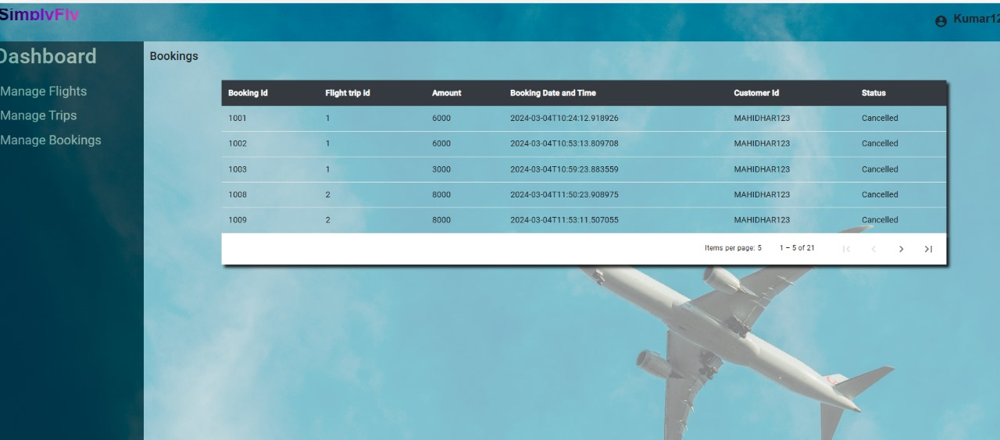 SimplyFly
Kumar12
Dashboard
Bookings
Manage Flights
Manage Trips
Manage Bookings
Booking Id Flight trip id Amount Booking Date and Time Customer Id Status
1001 1 6000 2024-03-04T10:24:12.918926 MAHIDHAR123 Cancelled
1002 1 6000 2024-03-04T10:53:13.809708 MAHIDHAR123 Cancelled
1003 1 3000 2024-03-04T10:59:23.883559 MAHIDHAR123 Cancelled
1008 2 8000 2024-03-04T11:50:23.908975 MAHIDHAR123 Cancelled
1009 2 8000 2024-03-04T11:53:11.507055 MAHIDHAR123 Cancelled
Items per page: 5 1 – 5 of 21